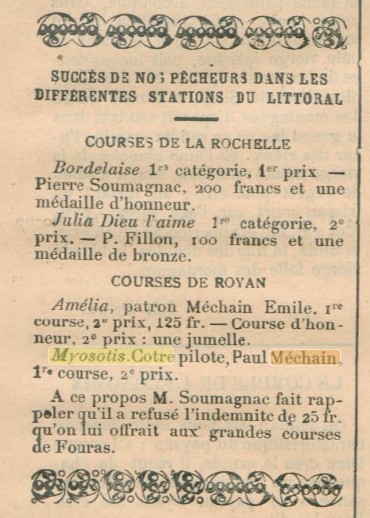 SUCCÈS DE NOS PÊCHEURS DANS LES
DIFFÉRENTES STATIONS DU LITTORAL
COURSES DE LA ROCHELLE
Bordelaise 1re catégorie, 1er prix —
Pierre Soumagnac, 200 francs et une
médaille d'honneur.
Julia Dieu l'aime 1re catégorie, 2e
prix. — P. Fillon, 100 francs et une
médaille de bronze.
COURSES DE ROYAN
Amélia, patron Méchain Emile, 1re
course, 2e prix, 125 fr. — Course d'hon-
neur, 2e prix : une jumelle.
Myosotis. Cotre pilote, Paul Méchain,
1re course, 2e prix.
A ce propos M. Soumagnac fait rap-
peler qu'il a refusé l'indemnite de 25 fr.
qu'on lui offrait aux grandes courses
de Fouras.